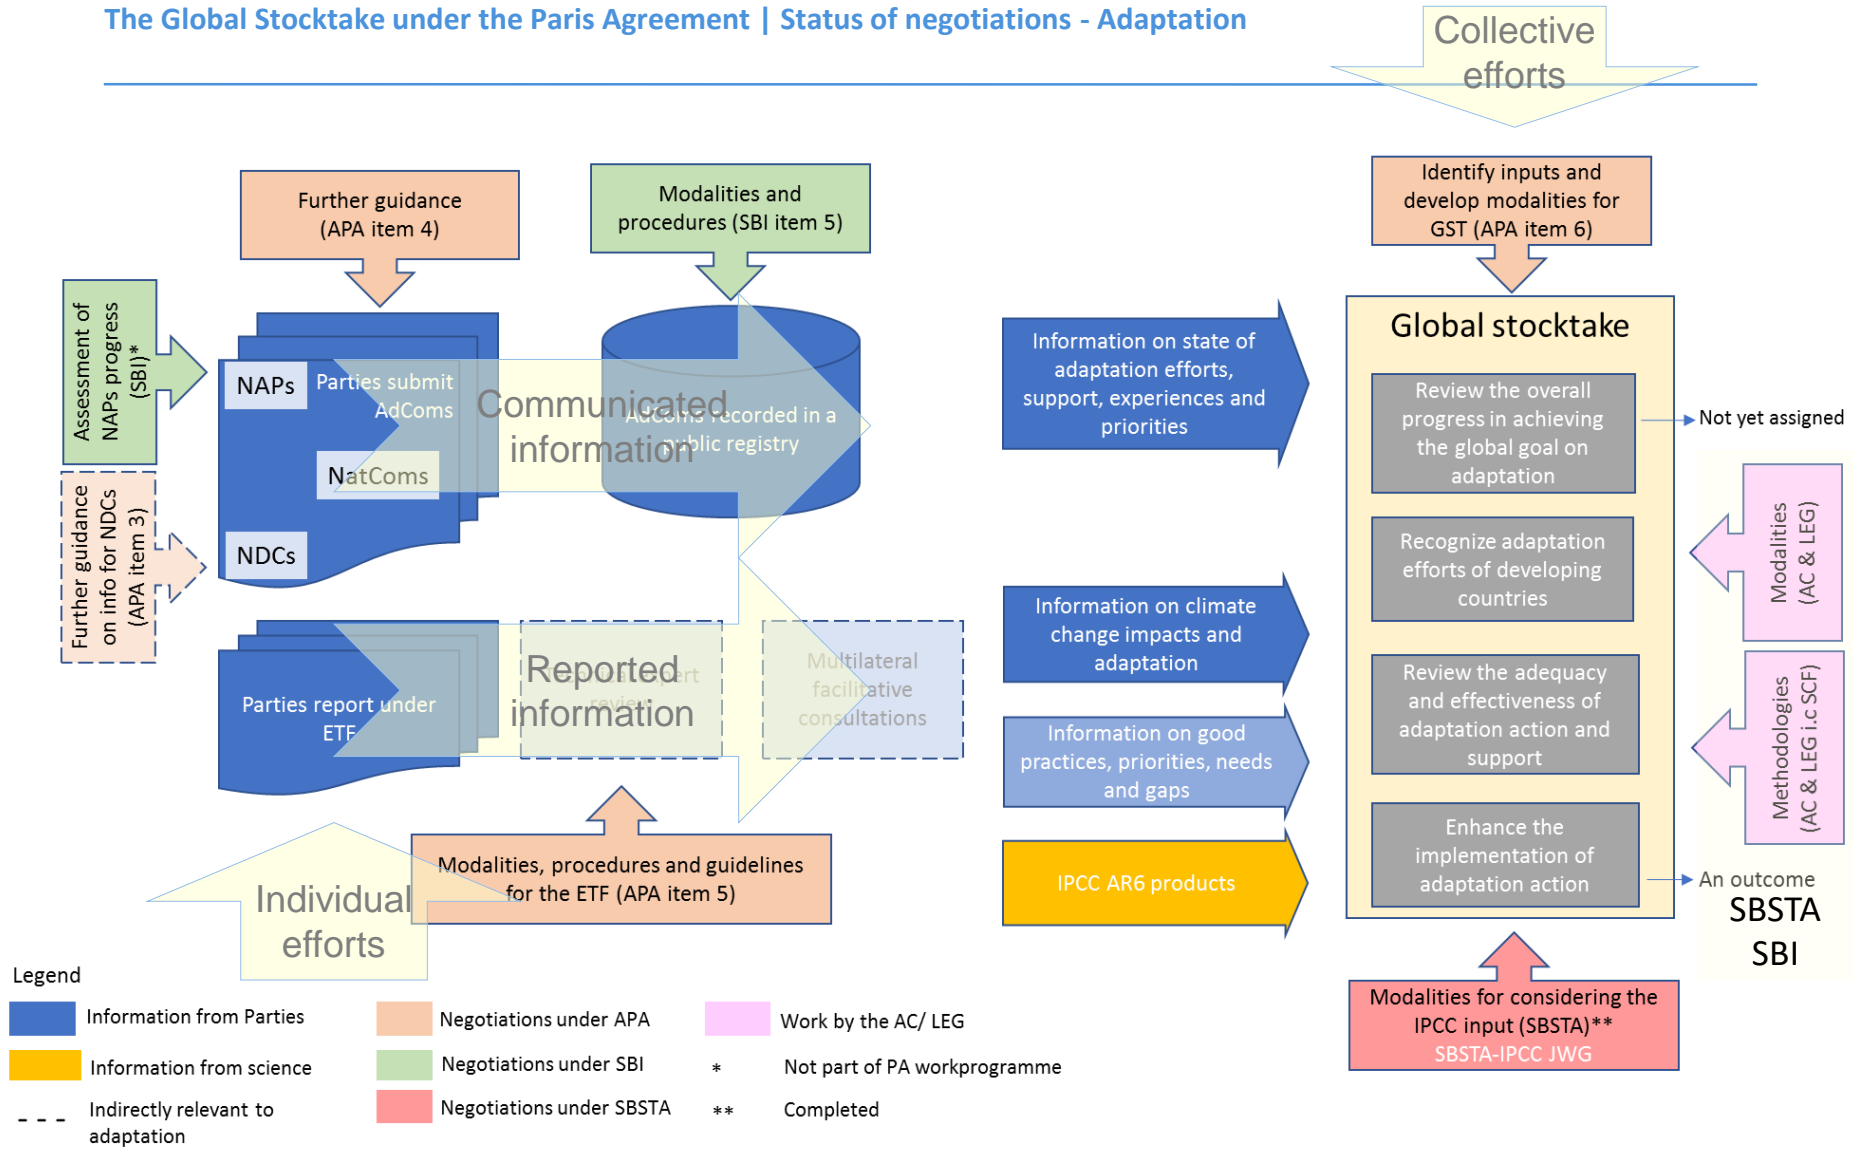 The Global Stocktake under the Paris Agreement | Status of negotiations - Adaptation
Collective
efforts
Further guidance
(APA item 4)
Modalities and
procedures (SBI item 5)
Identify inputs and
develop modalities for
GST (APA item 6)
Assessment of
NAPs progress
(SBI)*
Further guidance
on info for NDCs
(APA item 3)
NAPs
Parties submit
AdComs
NatComs
NDCs
Communicated
information
AdComs recorded in a
public registry
Parties report under
ETF
Reported
information
Technical expert
review
Multilateral
facilitative
consultations
Modalities, procedures and guidelines
for the ETF (APA item 5)
Individual
efforts
Information on state of
adaptation efforts,
support, experiences and
priorities
Information on climate
change impacts and
adaptation
Information on good
practices, priorities, needs
and gaps
IPCC AR6 products
Global stocktake
Review the overall
progress in achieving
the global goal on
adaptation
Recognize adaptation
efforts of developing
countries
Review the adequacy
and effectiveness of
adaptation action and
support
Enhance the
implementation of
adaptation action
Not yet assigned
Modalities
(AC & LEG)
Methodologies
(AC & LEG i.c SCF)
An outcome
SBSTA
SBI
Modalities for considering the
IPCC input (SBSTA)**
SBSTA-IPCC JWG
Legend
Information from Parties
Information from science
- - - Indirectly relevant to
adaptation
Negotiations under APA
Negotiations under SBI
Negotiations under SBSTA
Work by the AC/ LEG
* Not part of PA workprogramme
** Completed